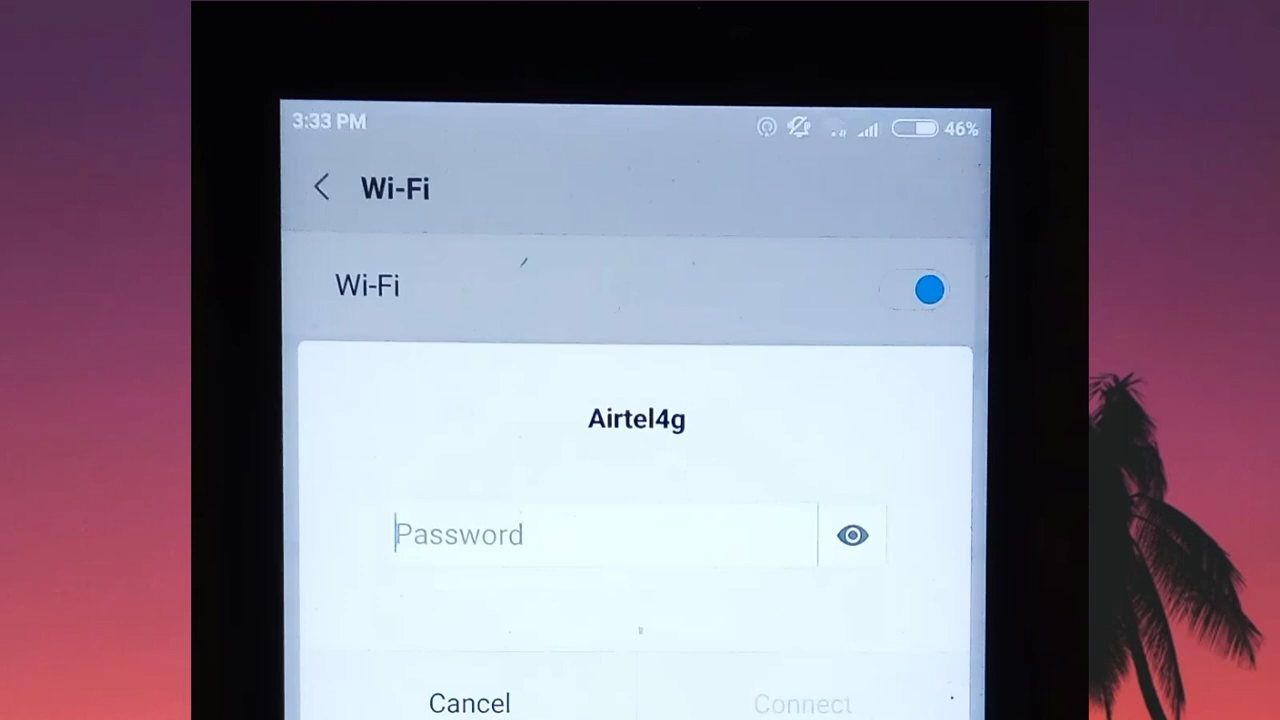 3:33 PM 46%
Wi-Fi
Wi-Fi
Airtel4g
Password
Cancel Connect